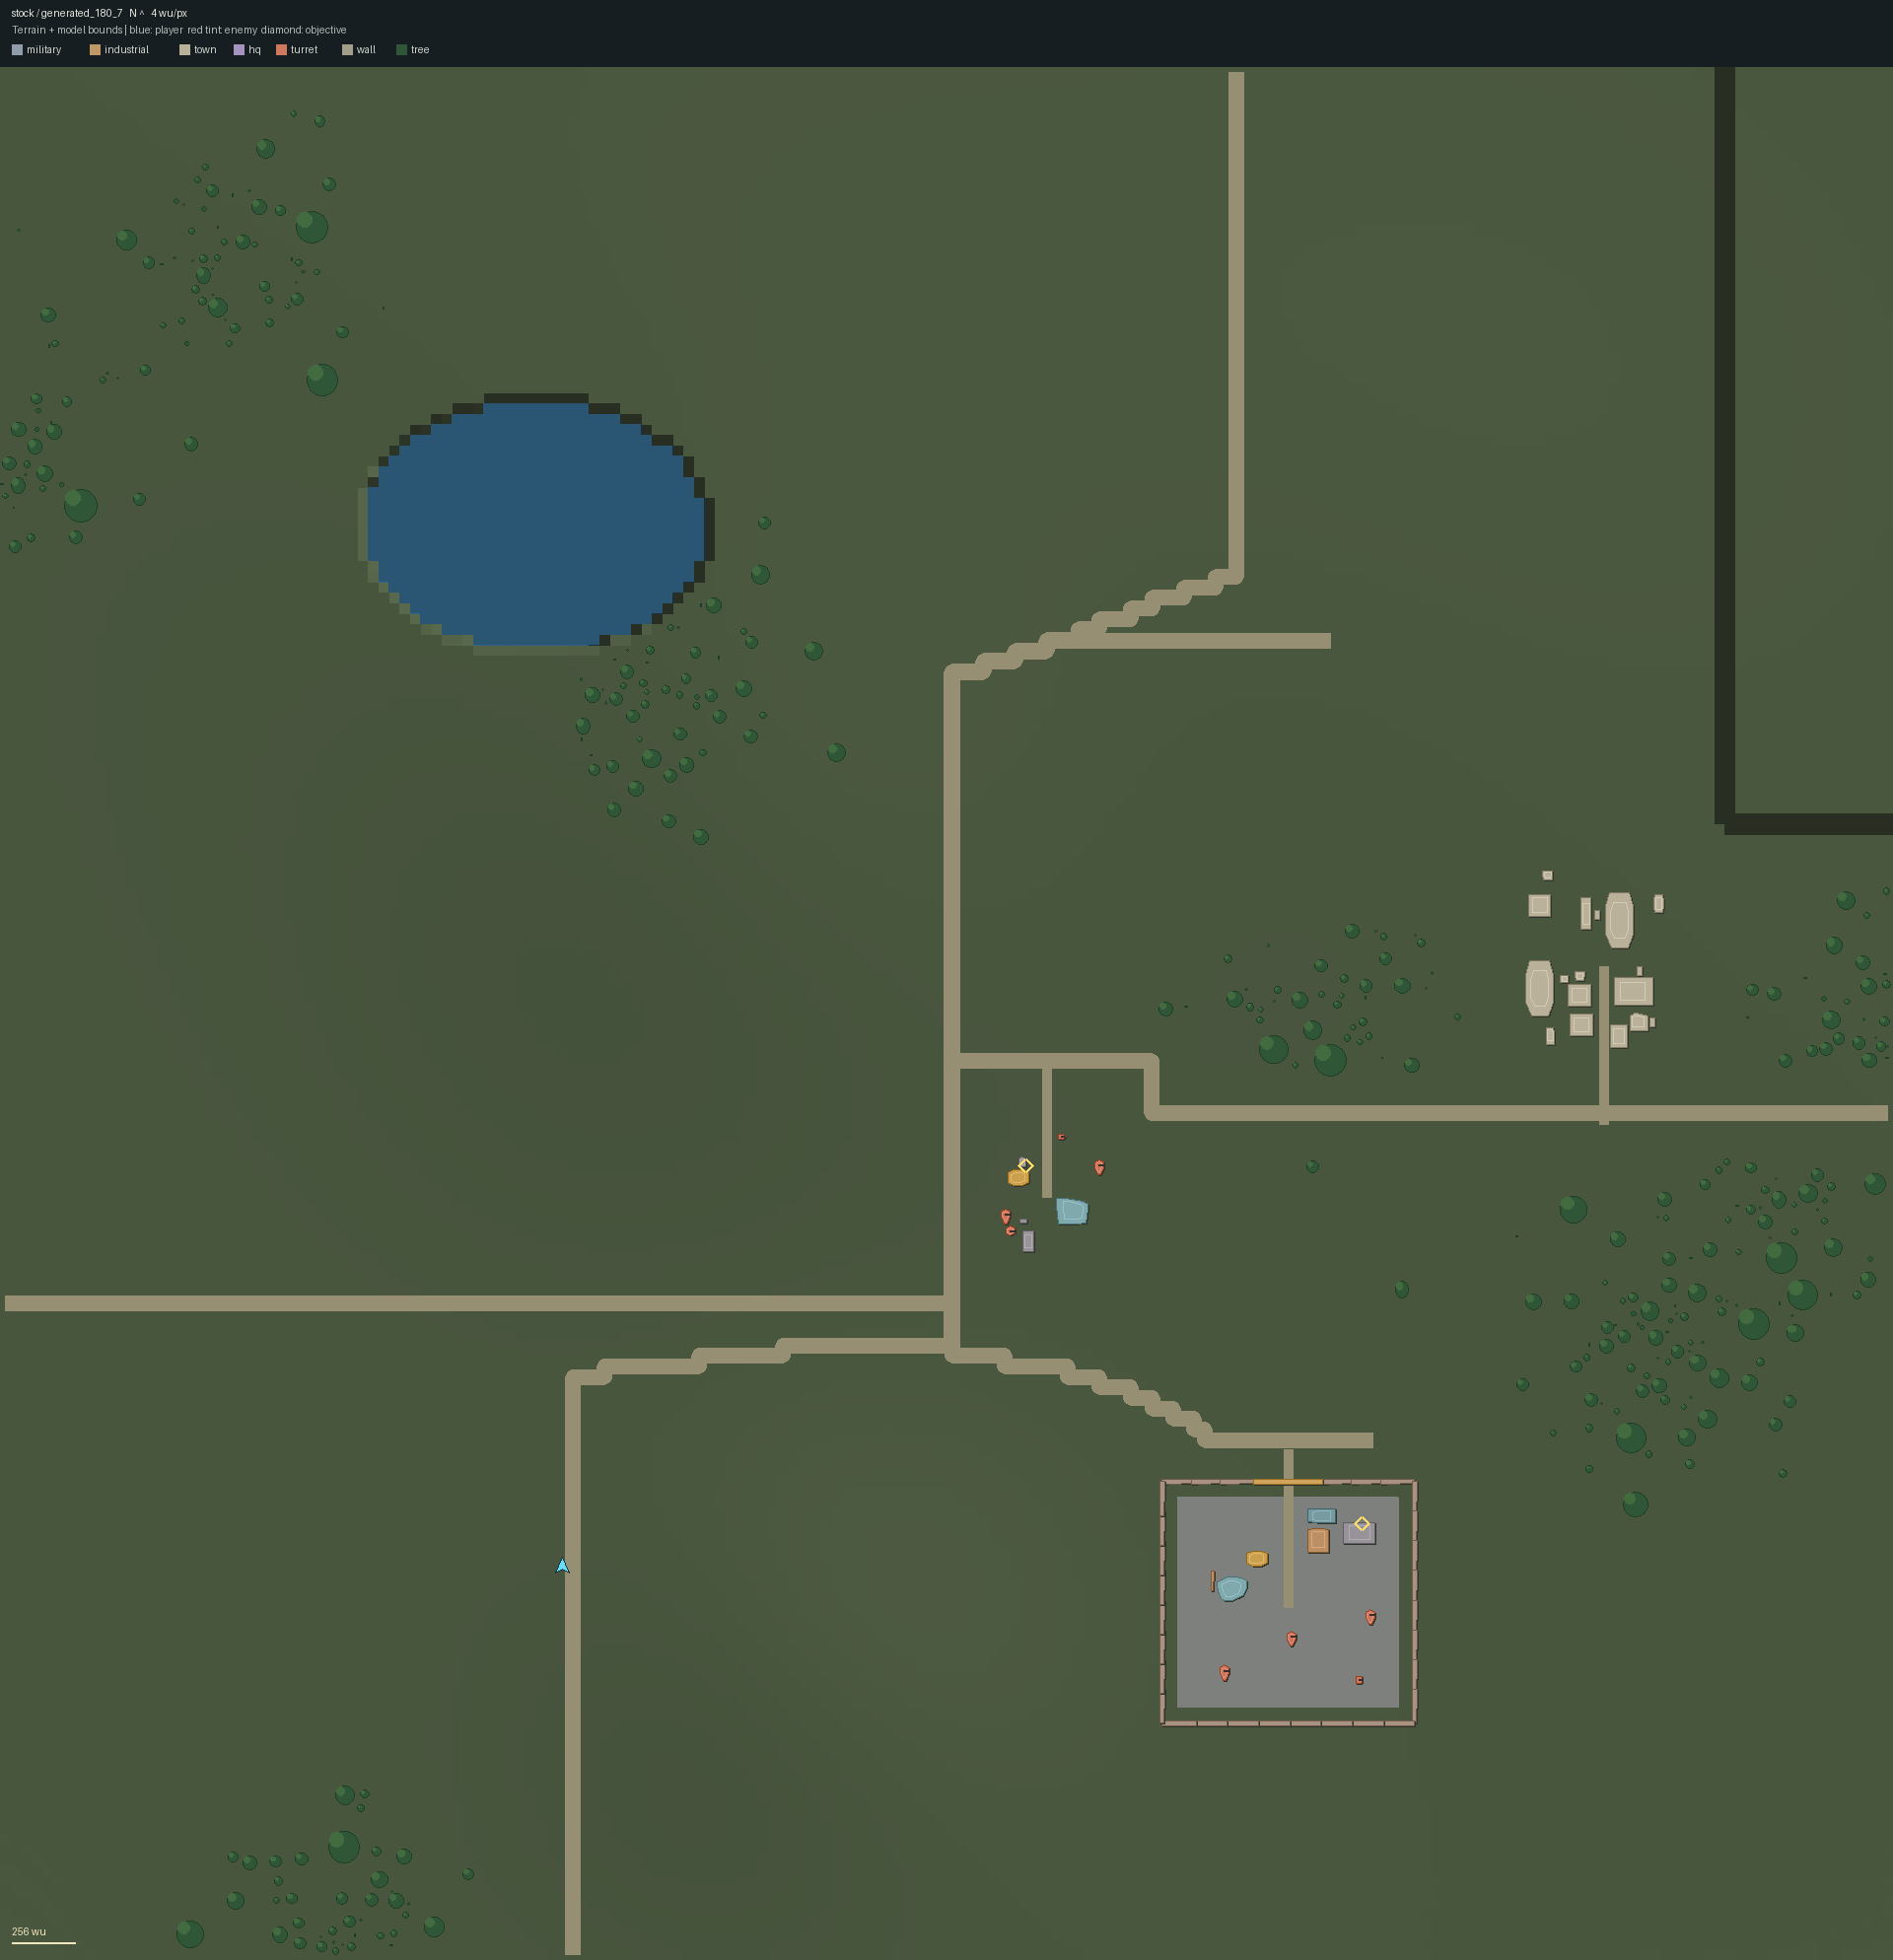 stock / generated_180_7 N ^ 4 wu/px
Terrain + model bounds | blue: player red tint: enemy diamond: objective
military industrial town hq turret wall tree
256 wu